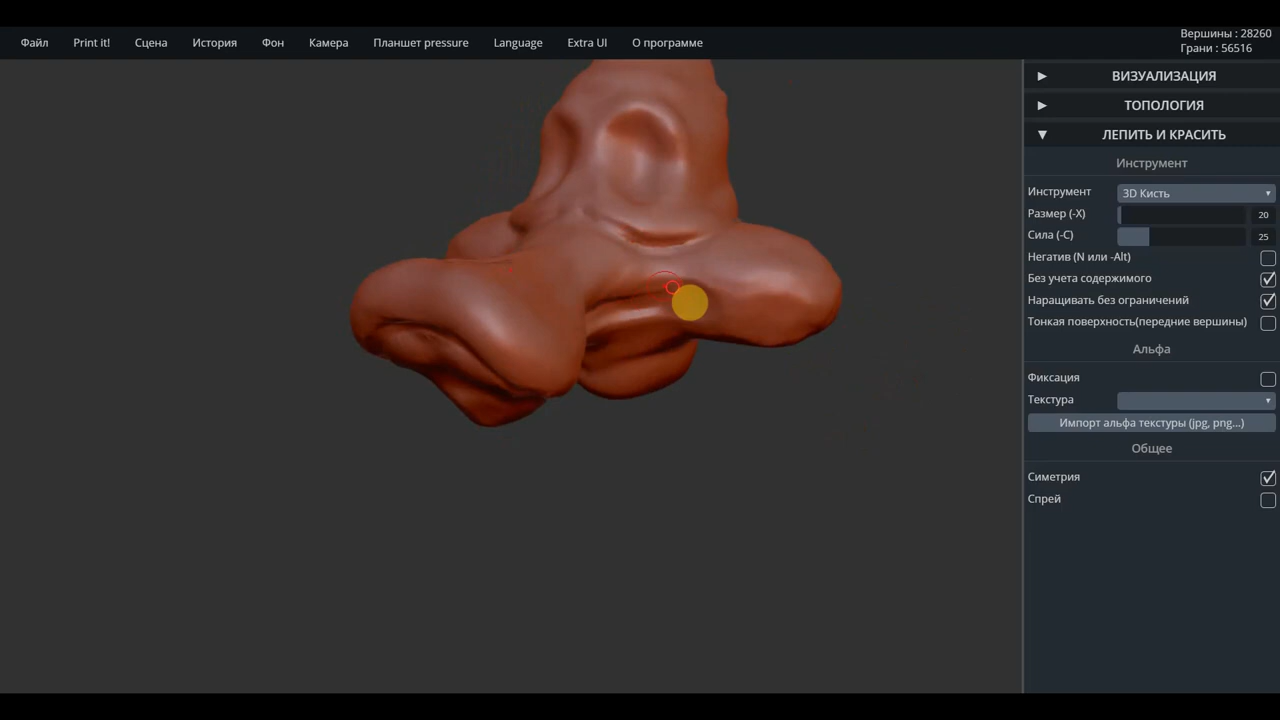 Файл Print it! Сцена История Фон Камера Планшет pressure Language Extra UI О программе
Вершины : 28260
Грани : 56516
ВИЗУАЛИЗАЦИЯ
ТОПОЛОГИЯ
ЛЕПИТЬ И КРАСИТЬ
Инструмент
Инструмент 3D Кисть
Размер (-X) 20
Сила (-C) 25
Негатив (N или -Alt)
Без учета содержимого
Наращивать без ограничений
Тонкая поверхность(передние вершины)
Альфа
Фиксация
Текстура
Импорт альфа текстуры (jpg, png...)
Общее
Симетрия
Спрей